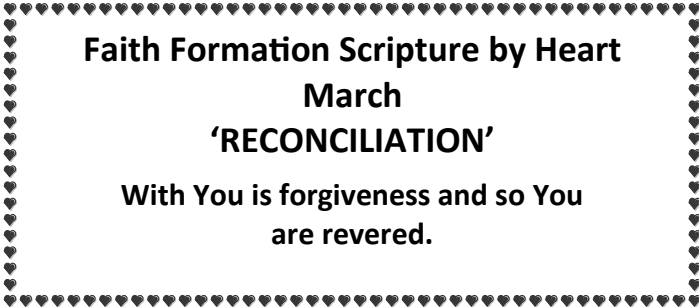 Faith Formation Scripture by Heart
March
‘RECONCILIATION’
With You is forgiveness and so You
are revered.